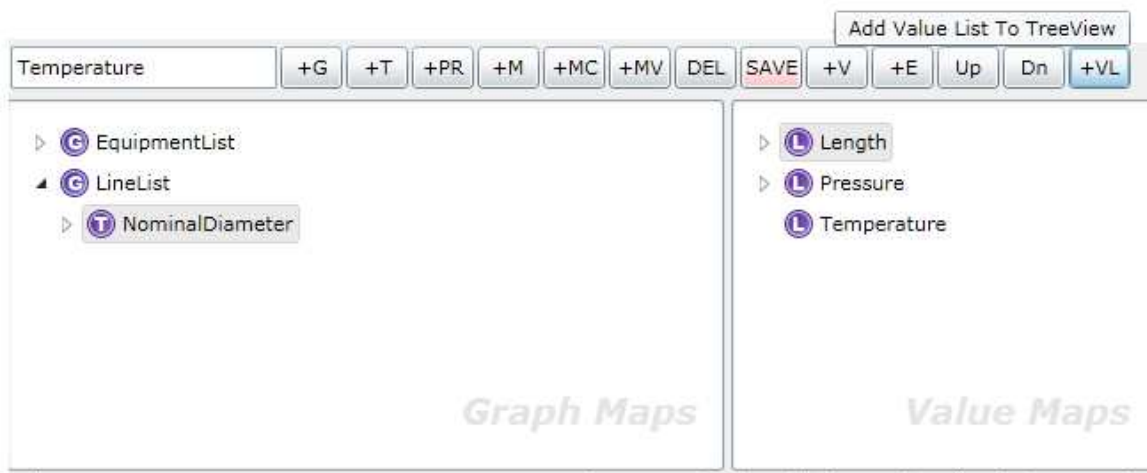 Add Value List To TreeView
Temperature +G +T +PR +M +MC +MV DEL SAVE +V +E Up Dn +VL
G EquipmentList
G LineList
T NominalDiameter
Graph Maps
L Length
L Pressure
L Temperature
Value Maps